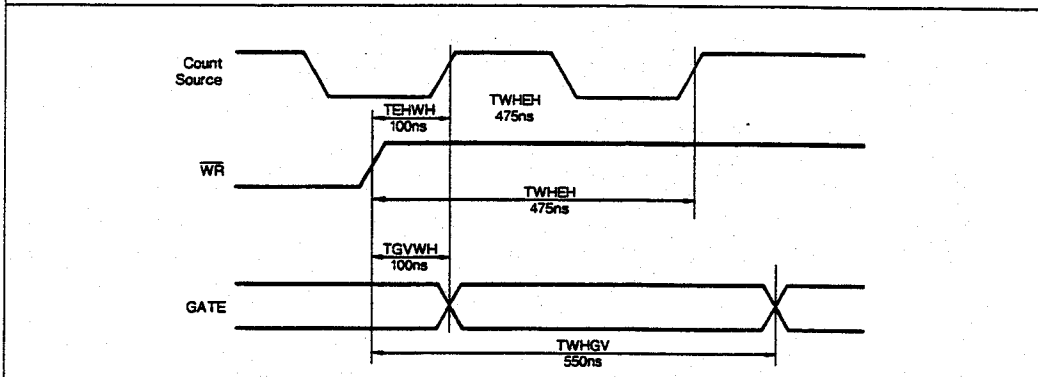 Count
Source
TEHWH
100ns
TWHEH
475ns
WR
TWHEH
475ns
TGVWH
100ns
GATE
TWHGV
550ns